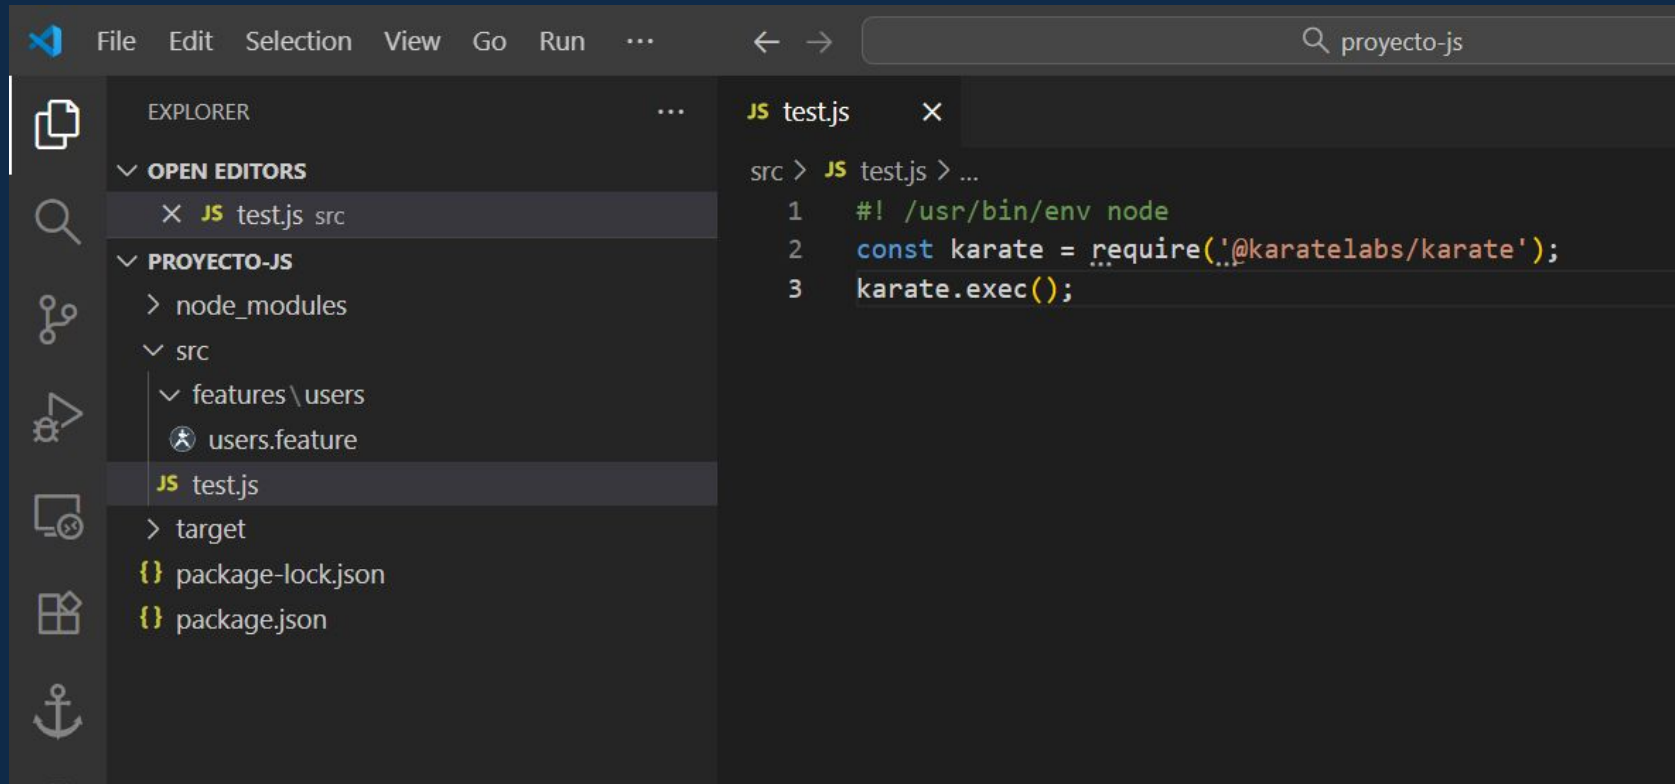 File Edit Selection View Go Run ··· ← → proyecto-js
EXPLORER ···
OPEN EDITORS
JS test.js src
PROYECTO-JS
node_modules
src
features\users
users.feature
JS test.js
target
{} package-lock.json
{} package.json
JS test.js
src > JS test.js > ...
1 #! /usr/bin/env node
2 const karate = require('@karatelabs/karate');
3 karate.exec();